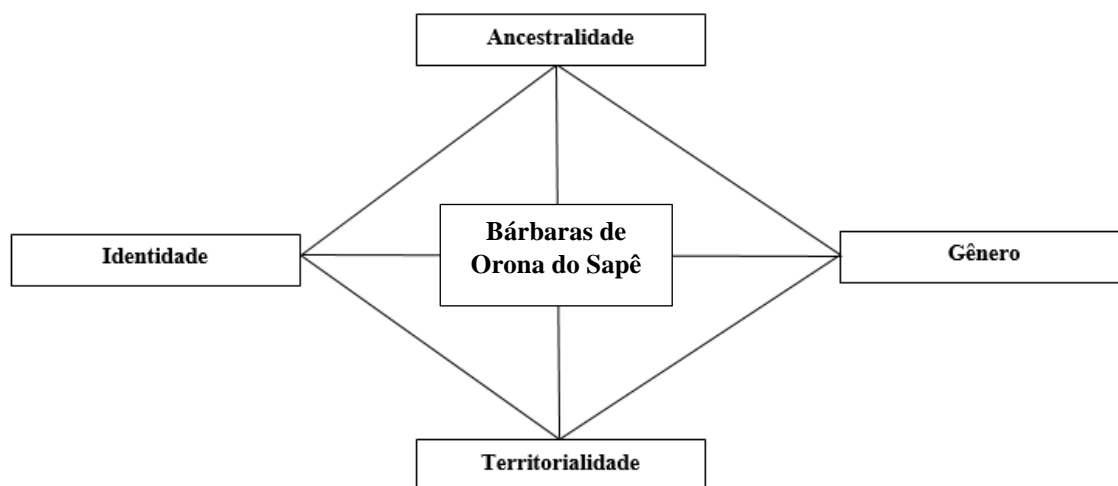 Ancestralidade
Bárbaras de
Orona do Sapê
Identidade
Gênero
Territorialidade